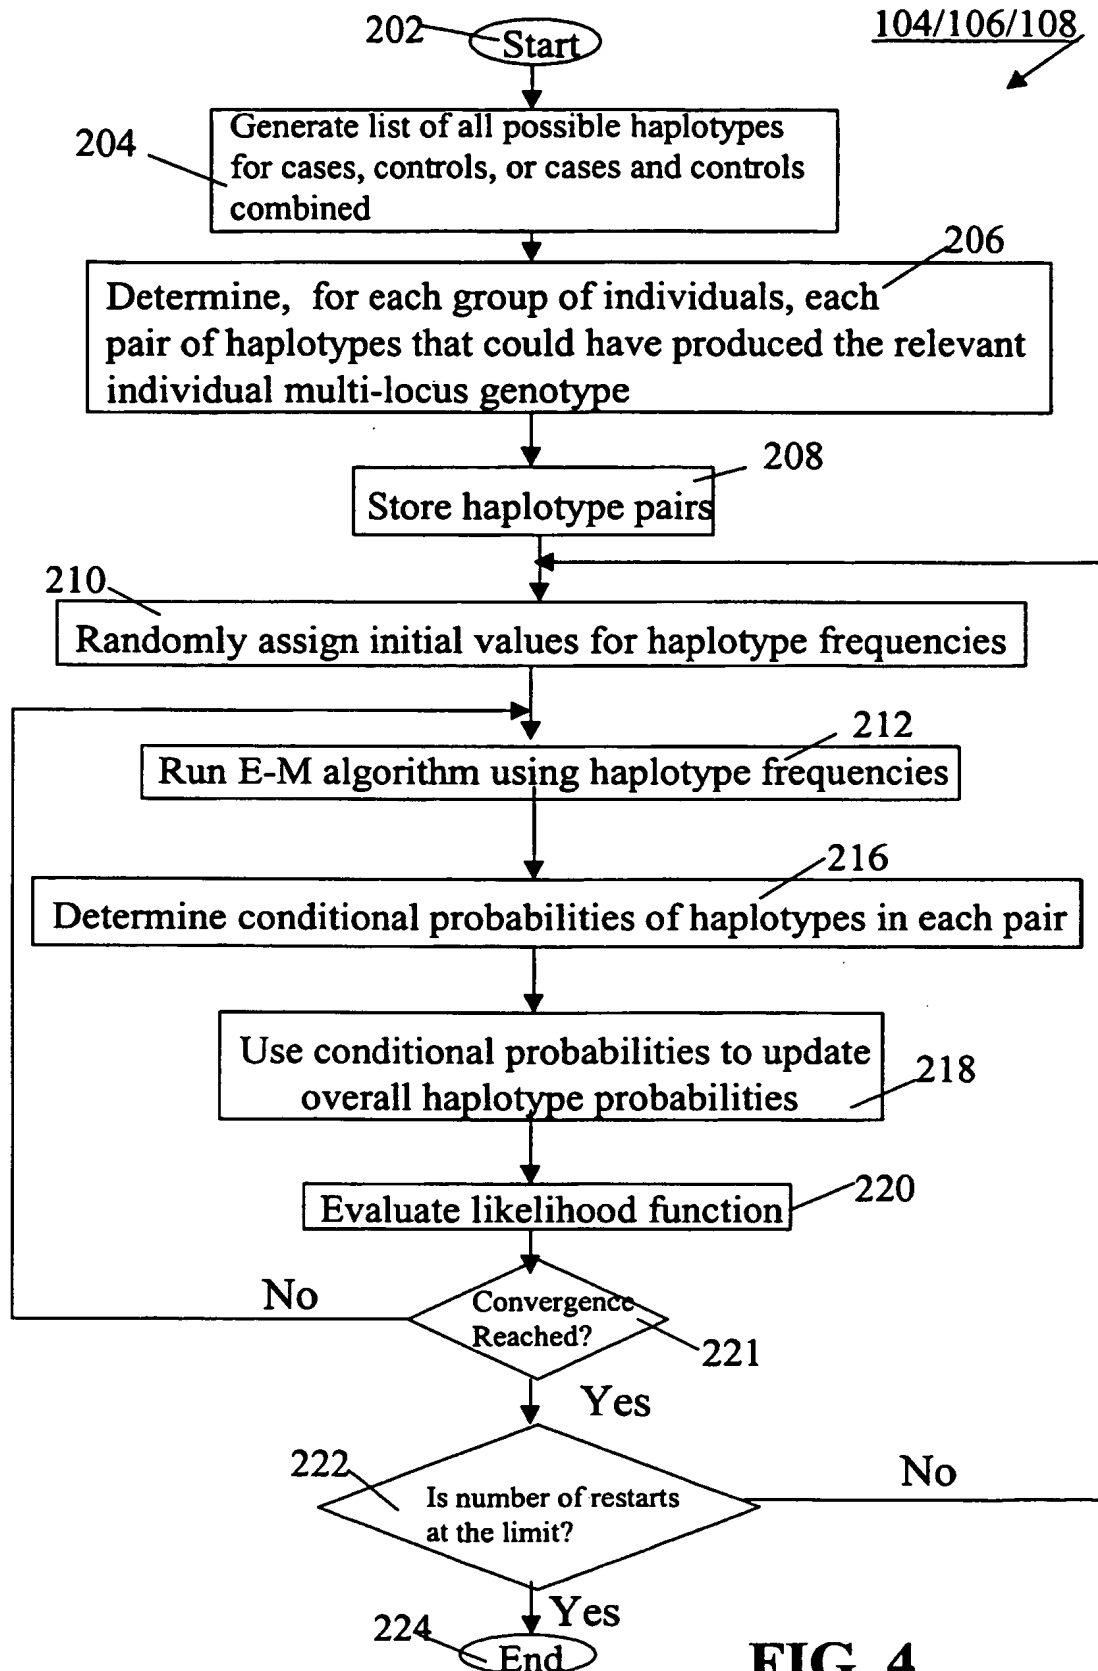 202 Start 104/106/108
204
Generate list of all possible haplotypes
for cases, controls, or cases and controls
combined
206
Determine, for each group of individuals, each
pair of haplotypes that could have produced the relevant
individual multi-locus genotype
208
Store haplotype pairs
210
Randomly assign initial values for haplotype frequencies
212
Run E-M algorithm using haplotype frequencies
216
Determine conditional probabilities of haplotypes in each pair
Use conditional probabilities to update
overall haplotype probabilities
218
220
Evaluate likelihood function
No
Convergence
Reached?
221
Yes
222
Is number of restarts
at the limit?
No
Yes
224
End
FIG. 4